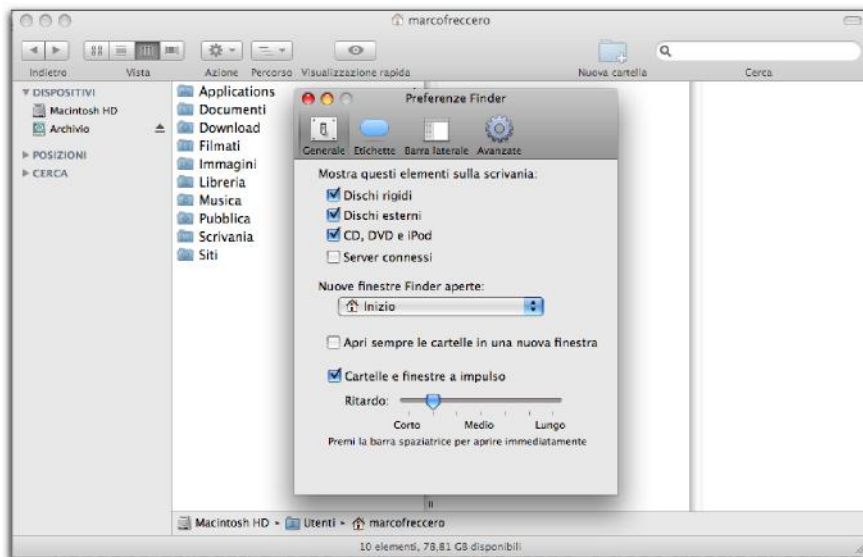 marcofreccero
Indietro Vista Azione Percorso Visualizzazione rapida Nuova cartella Cerca
DISPOSITIVI
Macintosh HD
Archivio
POSIZIONI
CERCA
Applications
Documenti
Download
Filmati
Immagini
Libreria
Musica
Pubblica
Scrivania
Siti
Preferenze Finder
Generale Etichette Barra laterale Avanzate
Mostra questi elementi sulla scrivania:
Dischi rigidi
Dischi esterni
CD, DVD e iPod
Server connessi
Nuove finestre Finder aperte:
Inizio
Apri sempre le cartelle in una nuova finestra
Cartelle e finestre a impulso
Ritardo:
Corto Medio Lungo
Premi la barra spaziatrice per aprire immediatamente
Macintosh HD ▸ Utenti ▸ marcofreccero
10 elementi, 78,81 GB disponibili